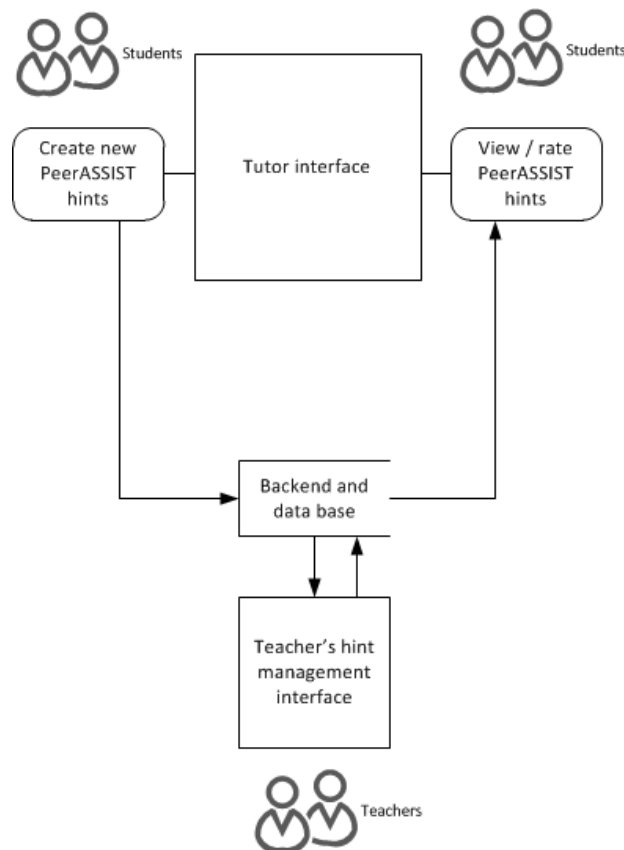 Students
Students
Create new
PeerASSIST
hints
Tutor interface
View / rate
PeerASSIST
hints
Backend and
data base
Teacher's hint
management
interface
Teachers